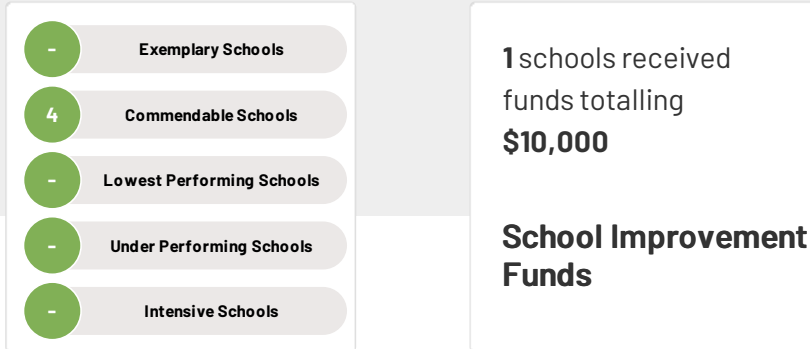 - Exemplary Schools
4 Commendable Schools
- Lowest Performing Schools
- Under Performing Schools
- Intensive Schools
1 schools received
funds totalling
$10,000
School Improvement
Funds